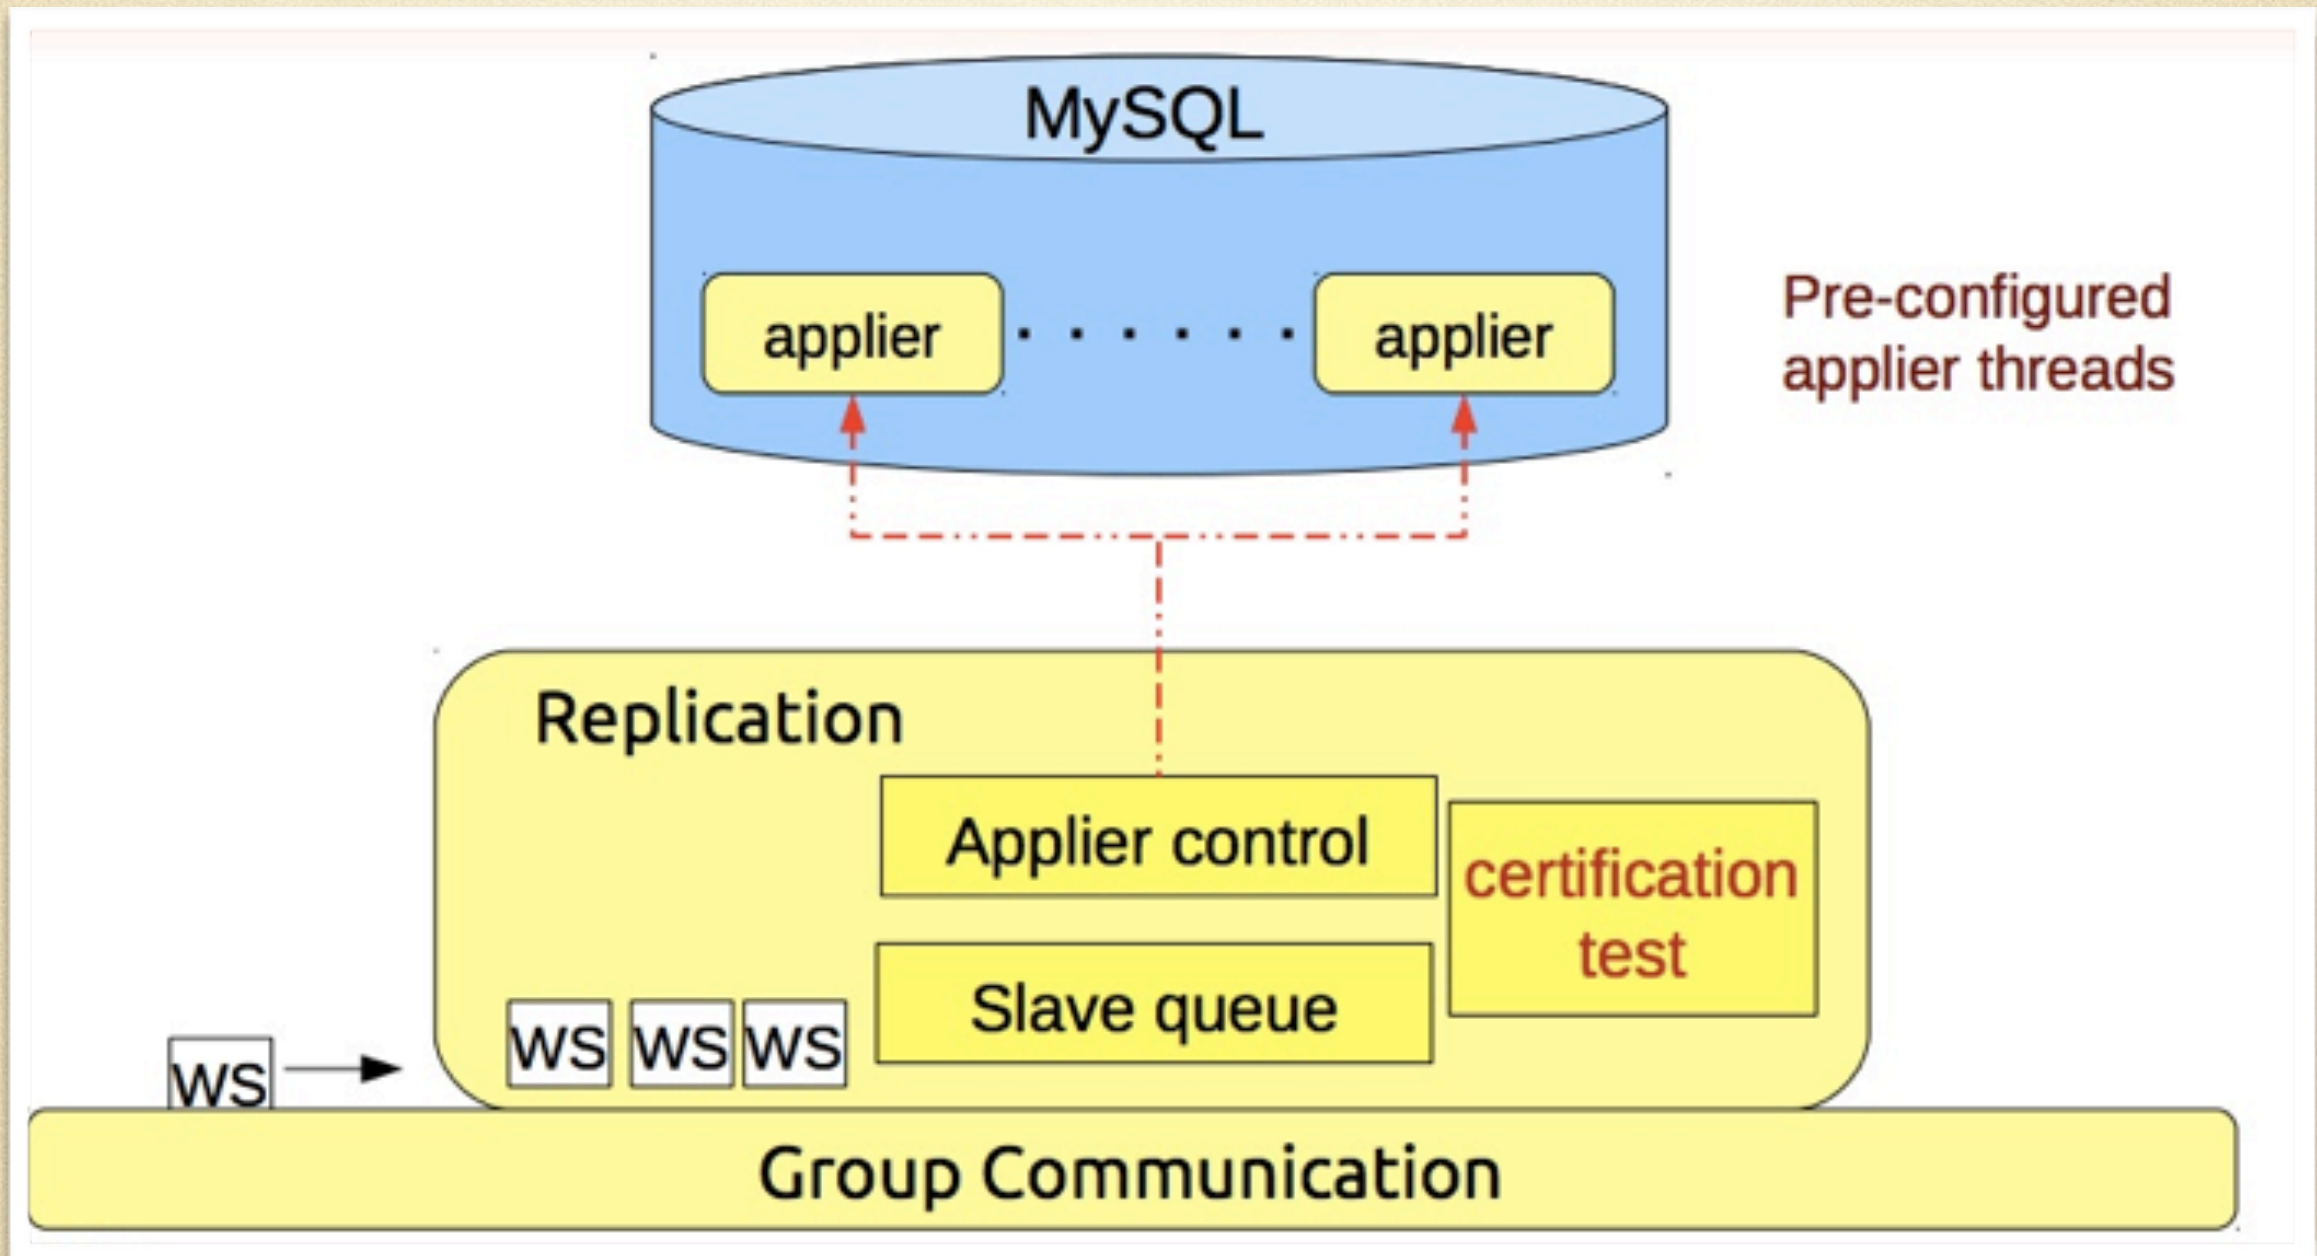 MySQL
applier . . . . . . applier
Pre-configured
applier threads
Replication
Applier control
certification
test
Slave queue
WS WS WS
WS
Group Communication